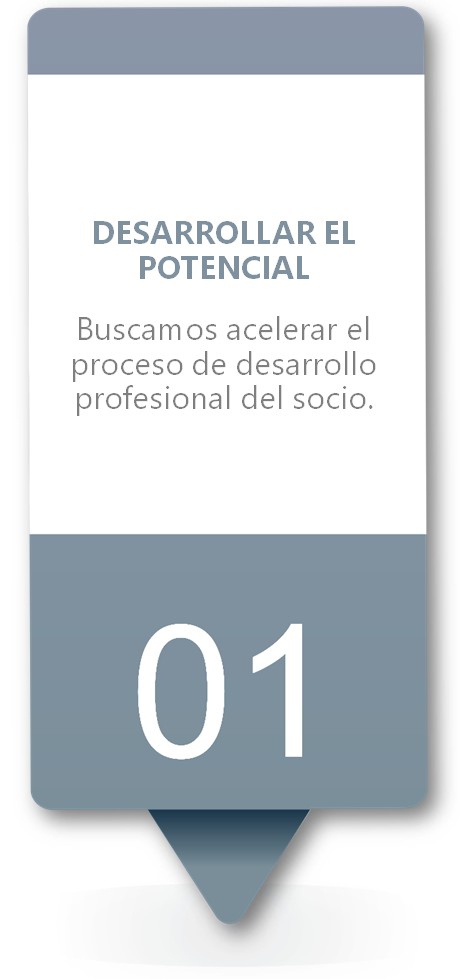 DESARROLLAR EL
POTENCIAL
Buscamos acelerar el
proceso de desarrollo
profesional del socio.
01